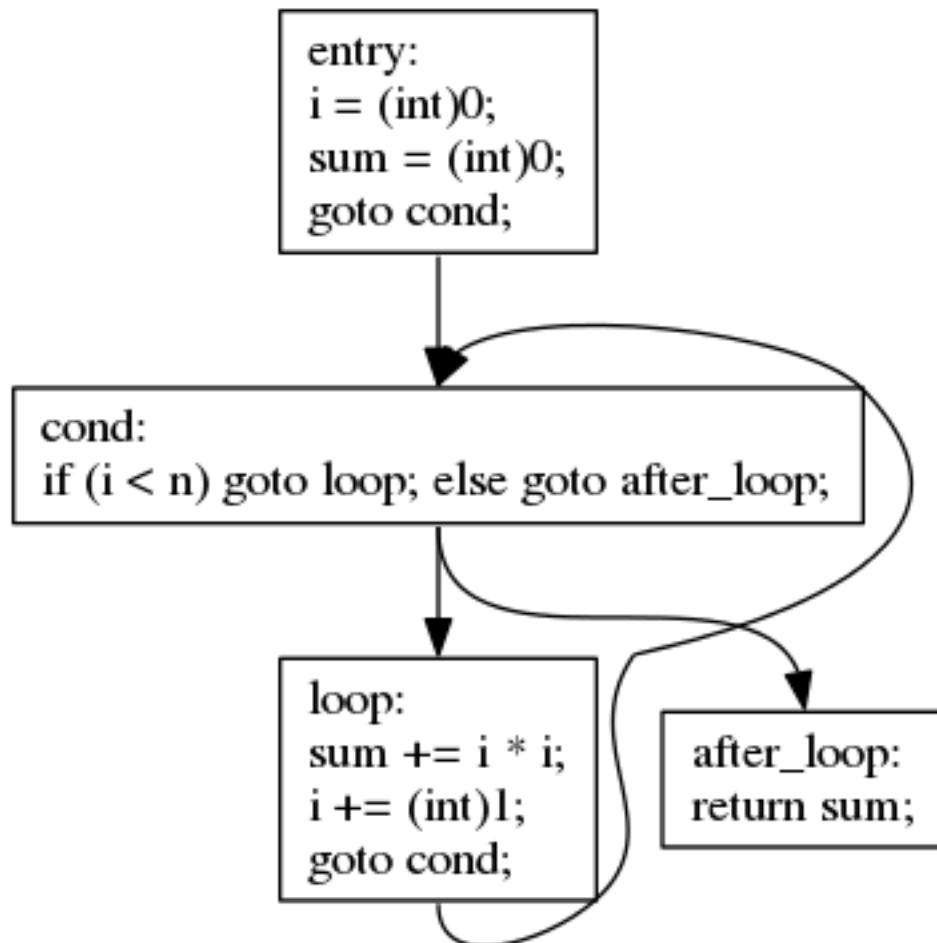 entry:
i = (int)0;
sum = (int)0;
goto cond;
cond:
if (i < n) goto loop; else goto after_loop;
loop:
sum += i * i;
i += (int)1;
goto cond;
after_loop:
return sum;